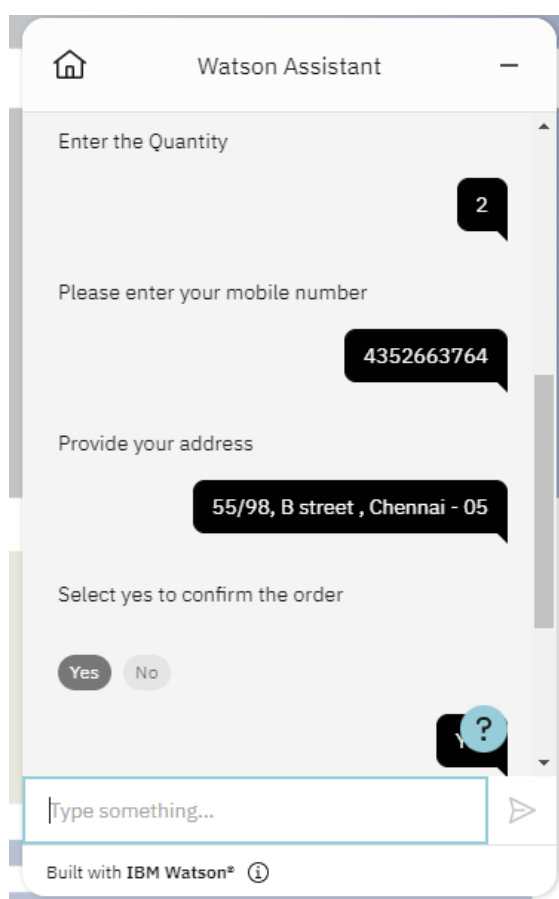 Watson Assistant
Enter the Quantity
2
Please enter your mobile number
4352663764
Provide your address
55/98, B street , Chennai - 05
Select yes to confirm the order
Yes No
?
Type something...
Built with IBM Watson®